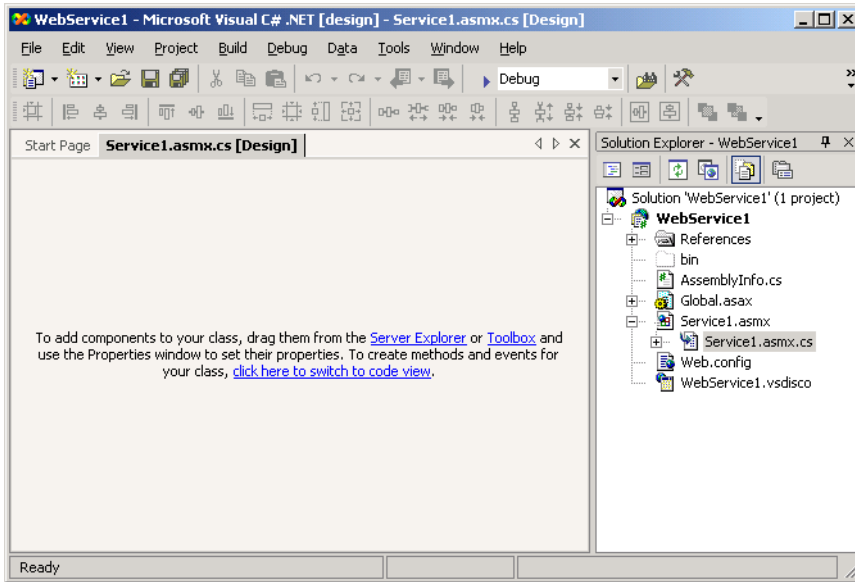 WebService1 - Microsoft Visual C# .NET [design] - Service1.asmx.cs [Design]
File Edit View Project Build Debug Data Tools Window Help
Debug
Start Page Service1.asmx.cs [Design]
Solution Explorer - WebService1
Solution 'WebService1' (1 project)
WebService1
References
bin
AssemblyInfo.cs
Global.asax
Service1.asmx
Service1.asmx.cs
Web.config
WebService1.vsdisco
To add components to your class, drag them from the Server Explorer or Toolbox and
use the Properties window to set their properties. To create methods and events for
your class, click here to switch to code view.
Ready